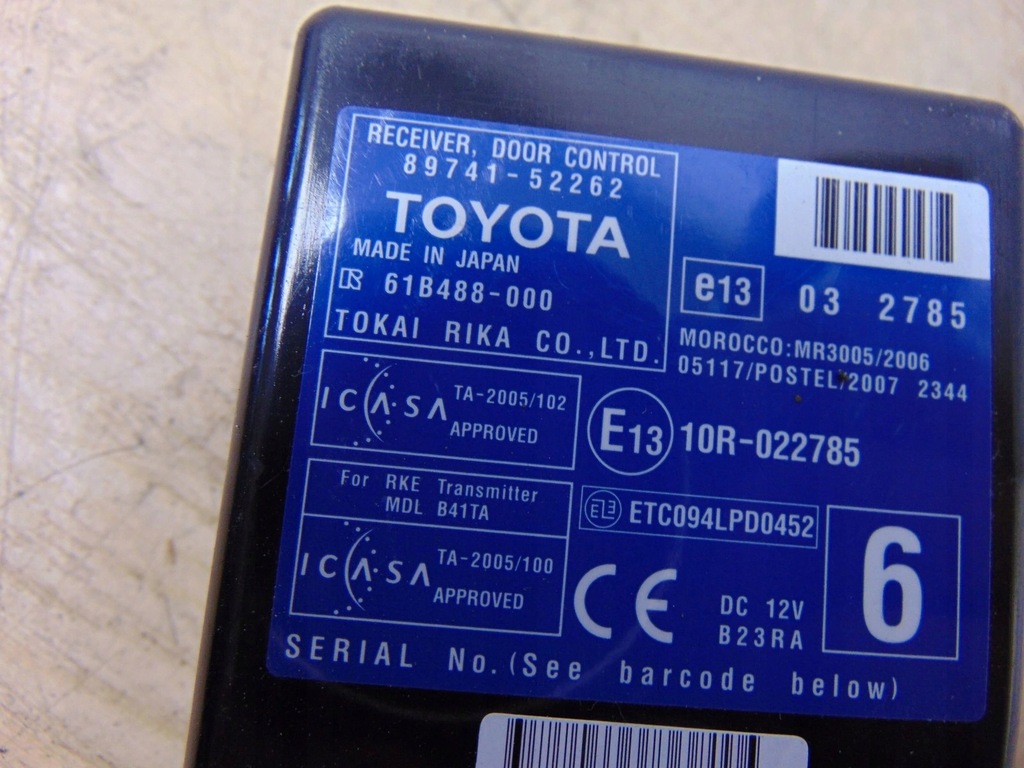 RECEIVER, DOOR CONTROL
89741-52262
TOYOTA
MADE IN JAPAN
61B488-000
TOKAI RIKA CO.,LTD.
e13 03 2785
MOROCCO:MR3005/2006
05117/POSTEL/2007 2344
ICASA TA-2005/102
APPROVED
E13 10R-022785
For RKE Transmitter
MDL B41TA
ETC094LPD0452
6
ICASA TA-2005/100
APPROVED
CE
DC 12V
B23RA
SERIAL No.(See barcode below)